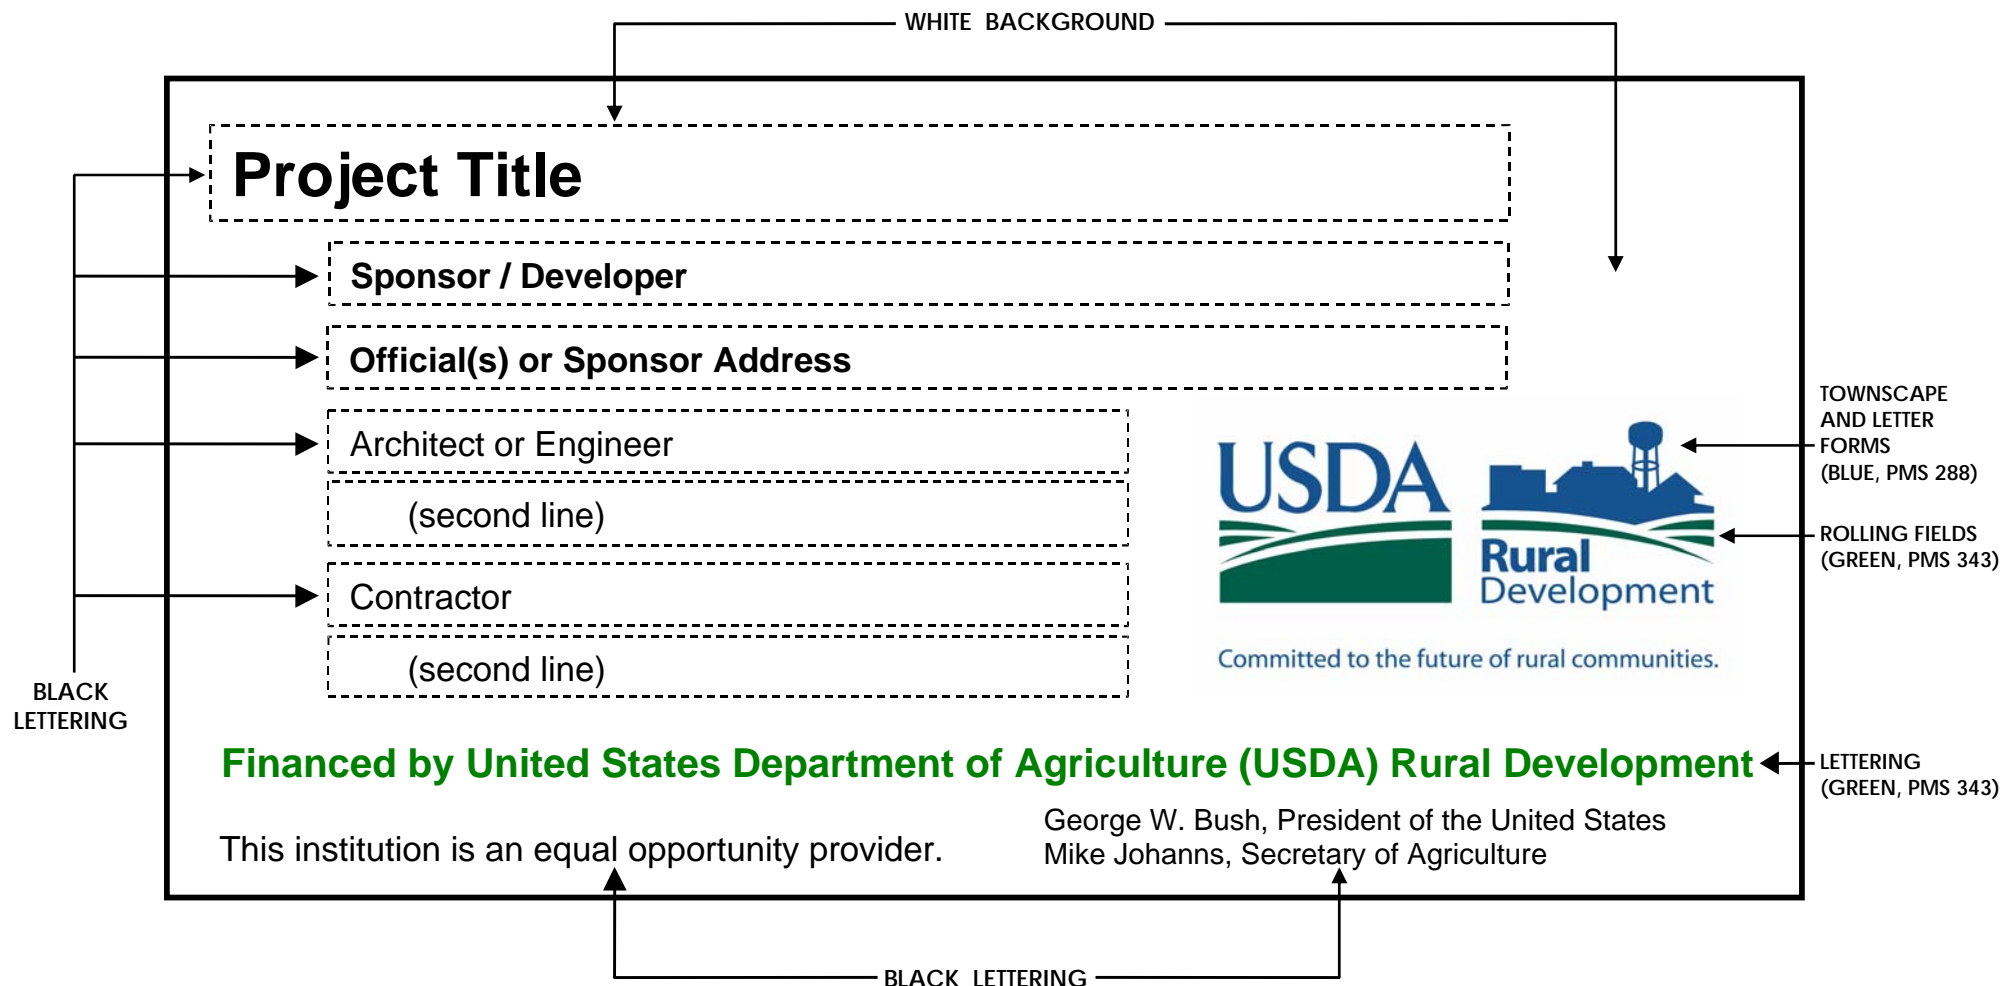 WHITE BACKGROUND
Project Title
Sponsor / Developer
Official(s) or Sponsor Address
Architect or Engineer
(second line)
Contractor
(second line)
BLACK
LETTERING
USDA
Rural
Development
Committed to the future of rural communities.
TOWNSCAPE
AND LETTER
FORMS
(BLUE, PMS 288)
ROLLING FIELDS
(GREEN, PMS 343)
Financed by United States Department of Agriculture (USDA) Rural Development
LETTERING
(GREEN, PMS 343)
This institution is an equal opportunity provider.
George W. Bush, President of the United States
Mike Johanns, Secretary of Agriculture
BLACK LETTERING